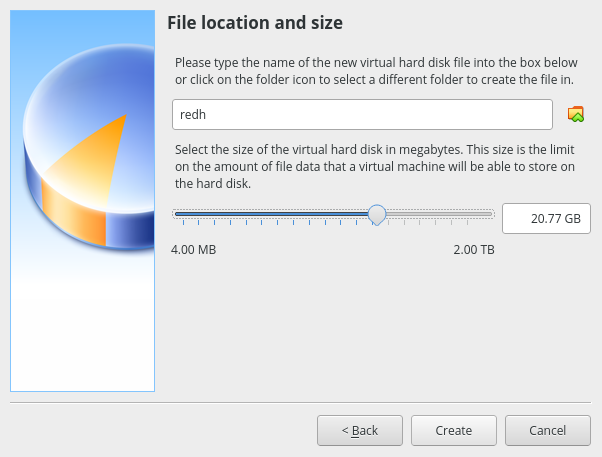 File location and size
Please type the name of the new virtual hard disk file into the box below
or click on the folder icon to select a different folder to create the file in.
redh
Select the size of the virtual hard disk in megabytes. This size is the limit
on the amount of file data that a virtual machine will be able to store on
the hard disk.
20.77 GB
4.00 MB 2.00 TB
< Back Create Cancel